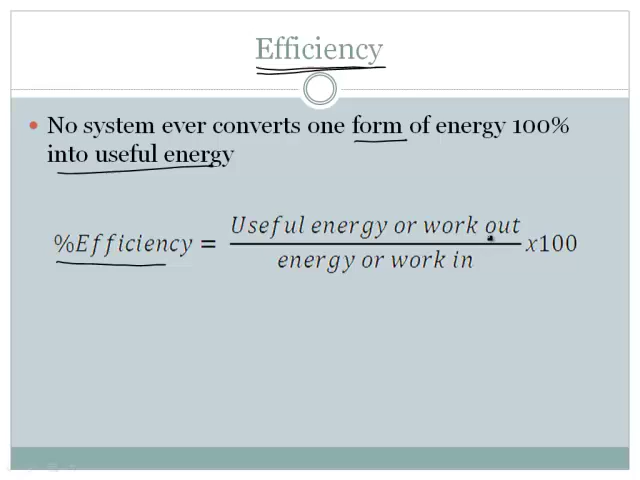 Efficiency
• No system ever converts one form of energy 100%
into useful energy
%Efficiency = Useful energy or work out / energy or work in x100